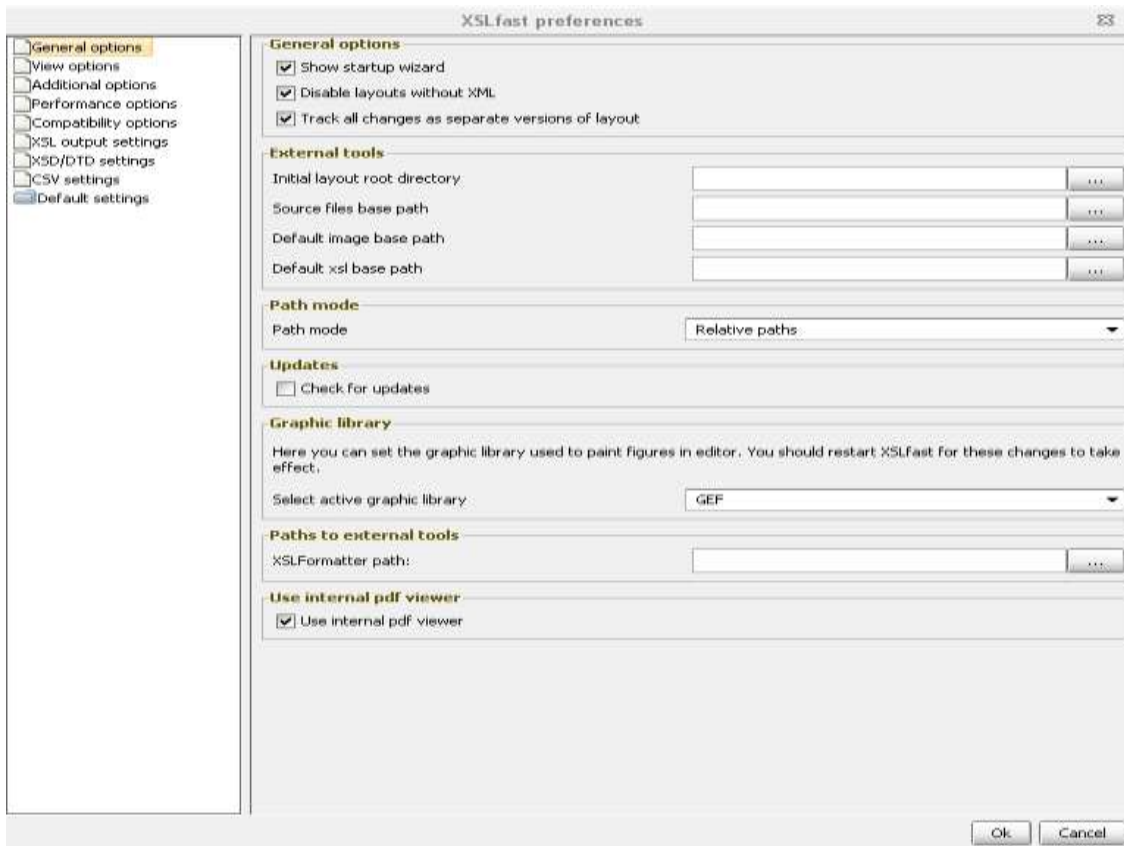 XSLfast preferences
General options
View options
Additional options
Performance options
Compatibility options
XSL output settings
XSD/DTD settings
CSV settings
Default settings
General options
Show startup wizard
Disable layouts without XML
Track all changes as separate versions of layout
External tools
Initial layout root directory
...
Source files base path
...
Default image base path
...
Default xsl base path
...
Path mode
Path mode
Relative paths
Updates
Check for updates
Graphic library
Here you can set the graphic library used to paint figures in editor. You should restart XSLfast for these changes to take
effect.
Select active graphic library
GEF
Paths to external tools
XSLFormatter path:
...
Use internal pdf viewer
Use internal pdf viewer
Ok
Cancel